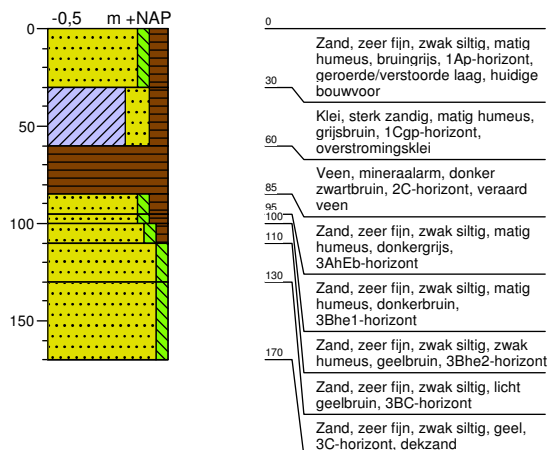 -0,5 m +NAP
0
50
100
150
0
Zand, zeer fijn, zwak siltig, matig
humeus, bruingrijs, 1Ap-horizont,
geroerde/verstoorde laag, huidige
bouwvoor
30
Klei, sterk zandig, matig humeus,
grijsbruin, 1Cgp-horizont,
overstromingsklei
60
Veen, mineraalarm, donker
zwartbruin, 2C-horizont, veraard
veen
85
Zand, zeer fijn, zwak siltig, matig
humeus, donkergrijs,
3AhEb-horizont
95
Zand, zeer fijn, zwak siltig, matig
humeus, donkerbruin,
3Bhe1-horizont
100
Zand, zeer fijn, zwak siltig, zwak
humeus, geelbruin, 3Bhe2-horizont
110
Zand, zeer fijn, zwak siltig, licht
geelbruin, 3BC-horizont
130
Zand, zeer fijn, zwak siltig, geel,
3C-horizont, dekzand
170